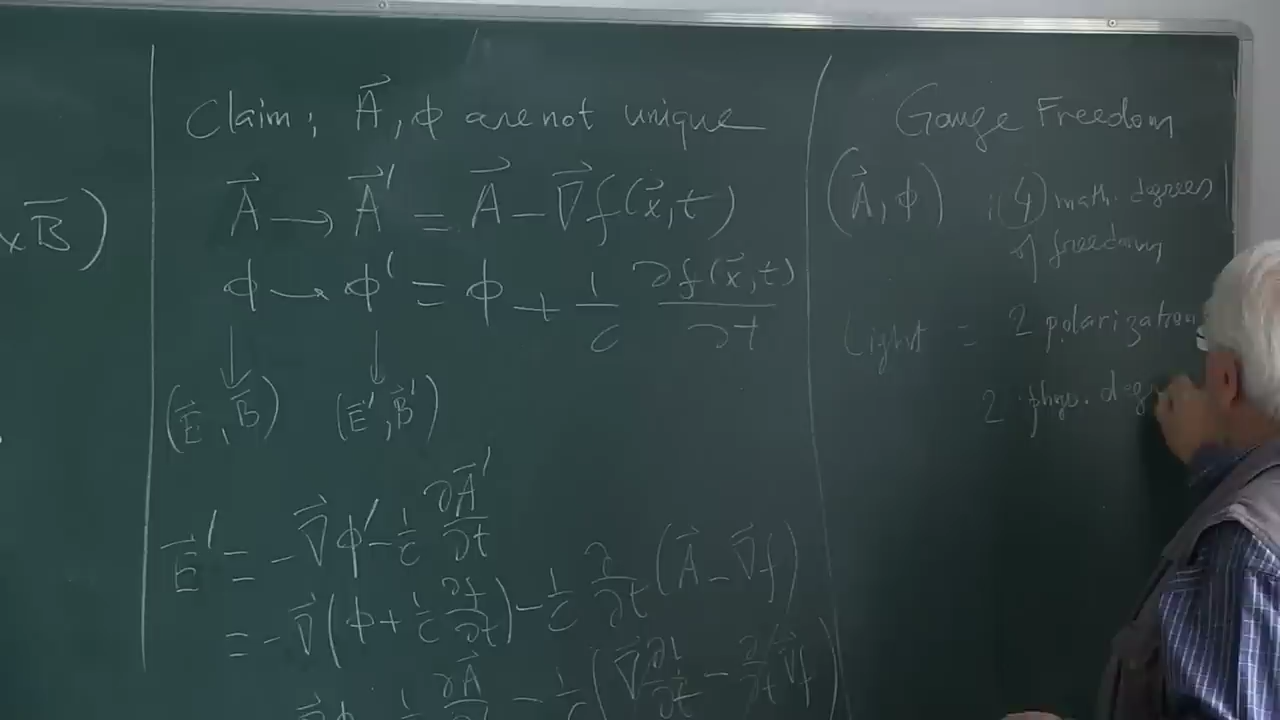 ×B̅)
Claim; A⃗, ϕ are not unique
A⃗ → A⃗' = A⃗ − ∇⃗f(x⃗,t)
ϕ → ϕ' = ϕ + 1/c ∂f(x⃗,t)/∂t
(E⃗, B⃗) (E⃗', B⃗')
E⃗' = −∇⃗ϕ' − 1/c ∂A⃗'/∂t
= −∇⃗(ϕ + 1/c ∂f/∂t) − 1/c ∂/∂t (A⃗ − ∇⃗f)
∇⃗ϕ 1/c ∂A⃗/∂t − 1/c (∇⃗ ∂f/∂t − ∂/∂t ∇⃗f)
Gauge Freedom
(A⃗, ϕ) : (4) math. degrees
of freedom
Light = 2 polarization
2 phys. deg